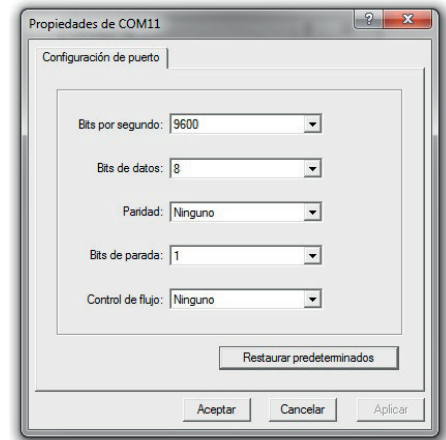 Propiedades de COM11
Configuración de puerto
Bits por segundo: 9600
Bits de datos: 8
Paridad: Ninguno
Bits de parada: 1
Control de flujo: Ninguno
Restaurar predeterminados
Aceptar Cancelar Aplicar